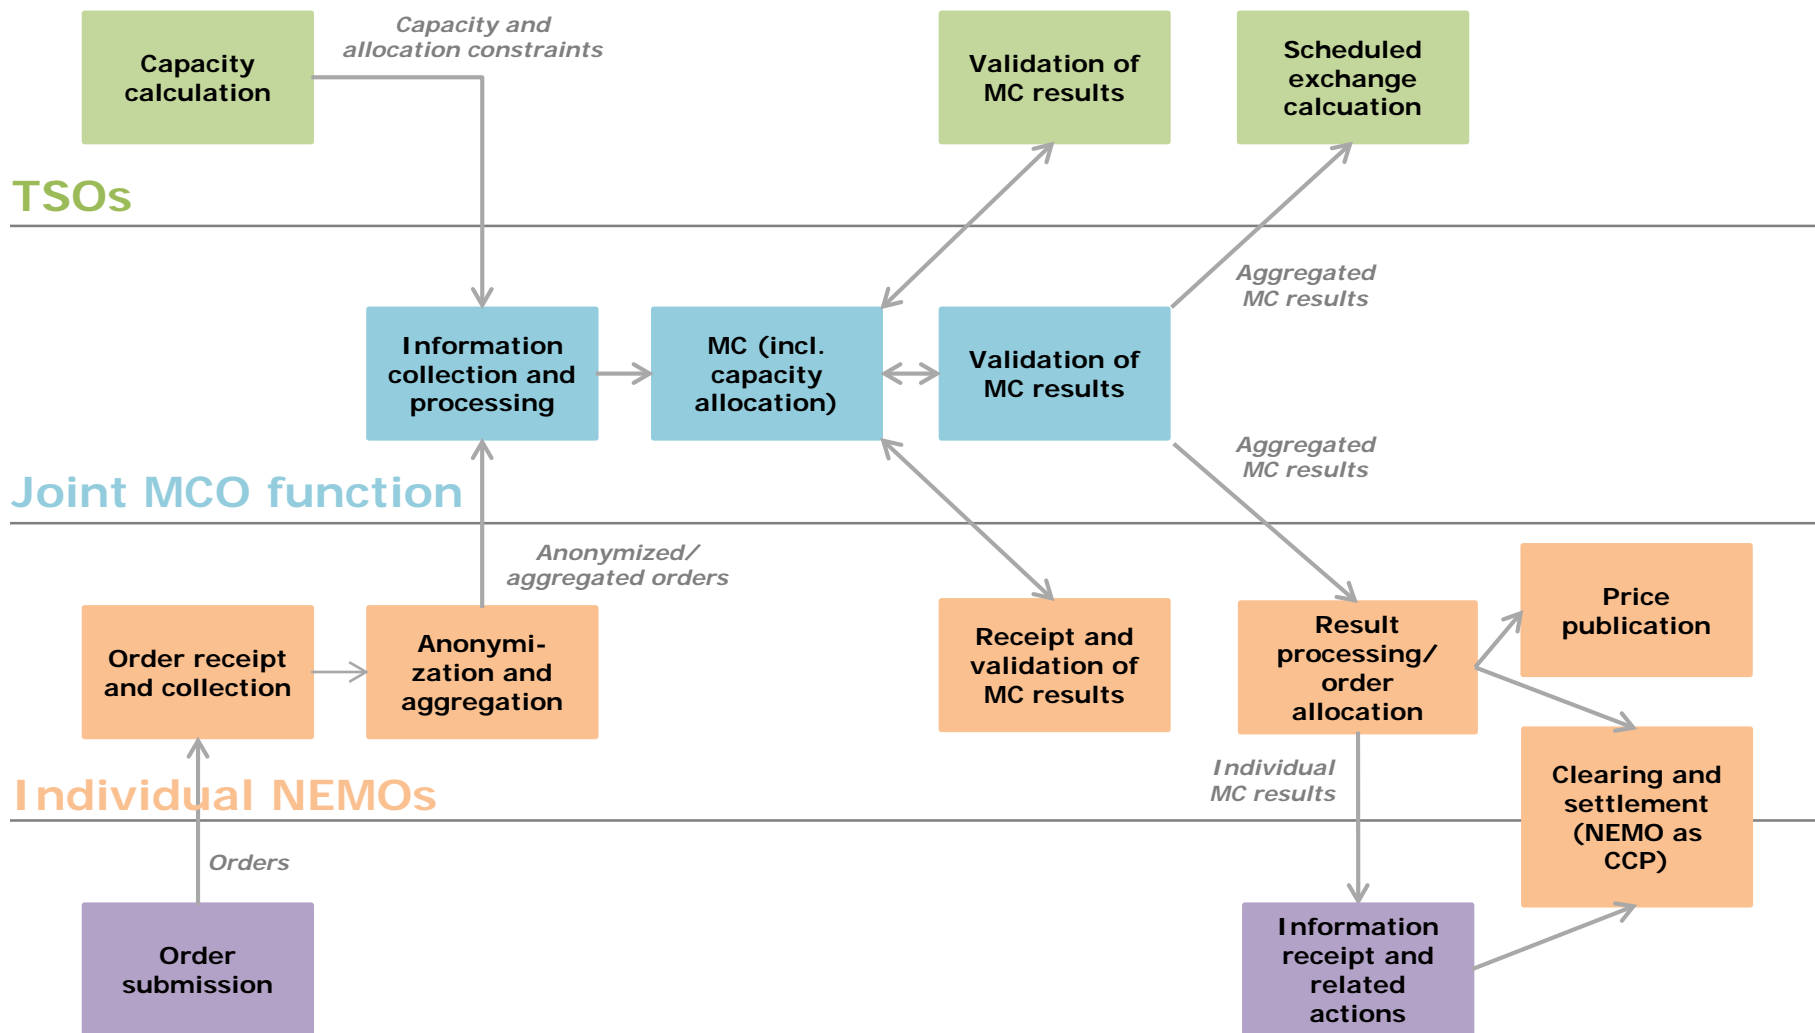 Capacity
calculation
Capacity and
allocation constraints
Validation of
MC results
Scheduled
exchange
calcuation
TSOs
Information
collection and
processing
MC (incl.
capacity
allocation)
Validation of
MC results
Aggregated
MC results
Aggregated
MC results
Joint MCO function
Anonymized/
aggregated orders
Order receipt
and collection
Anonymi-
zation and
aggregation
Receipt and
validation of
MC results
Result
processing/
order
allocation
Price
publication
Individual NEMOs
Individual
MC results
Clearing and
settlement
(NEMO as
CCP)
Orders
Order
submission
Information
receipt and
related
actions